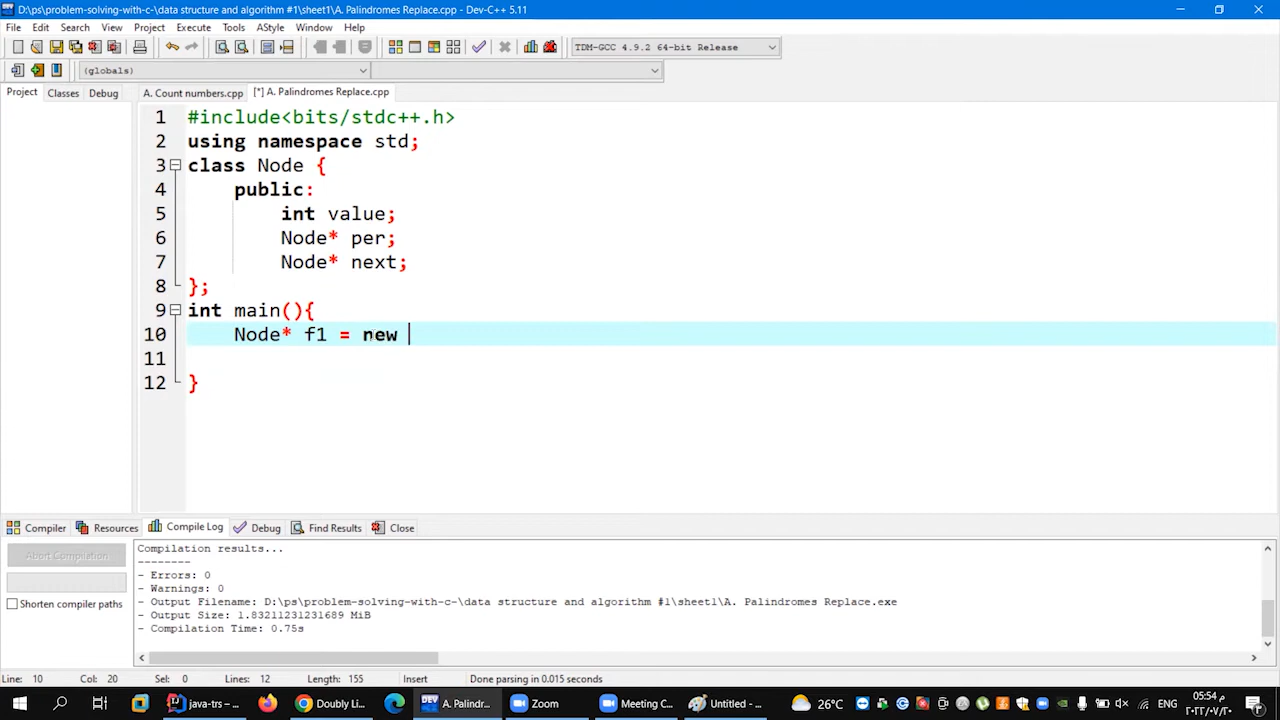 D:\ps\problem-solving-with-c-\data structure and algorithm #1\sheet1\A. Palindromes Replace.cpp - Dev-C++ 5.11
File Edit Search View Project Execute Tools AStyle Window Help
TDM-GCC 4.9.2 64-bit Release
(globals)
Project Classes Debug A. Count numbers.cpp [*] A. Palindromes Replace.cpp
1 #include<bits/stdc++.h>
2 using namespace std;
3 class Node {
4 public:
5 int value;
6 Node* per;
7 Node* next;
8 };
9 int main(){
10 Node* f1 = new
11
12 }
Compiler Resources Compile Log Debug Find Results Close
Abort Compilation
Shorten compiler paths
Compilation results...
--------
- Errors: 0
- Warnings: 0
- Output Filename: D:\ps\problem-solving-with-c-\data structure and algorithm #1\sheet1\A. Palindromes Replace.exe
- Output Size: 1.83211231231689 MiB
- Compilation Time: 0.75s
Line: 10 Col: 20 Sel: 0 Lines: 12 Length: 155 Insert Done parsing in 0.015 seconds
java-trs – ... Doubly Li... A. Palindr... Zoom Meeting C... Untitled - ... 26°C ENG ٠٥:٥٤ م